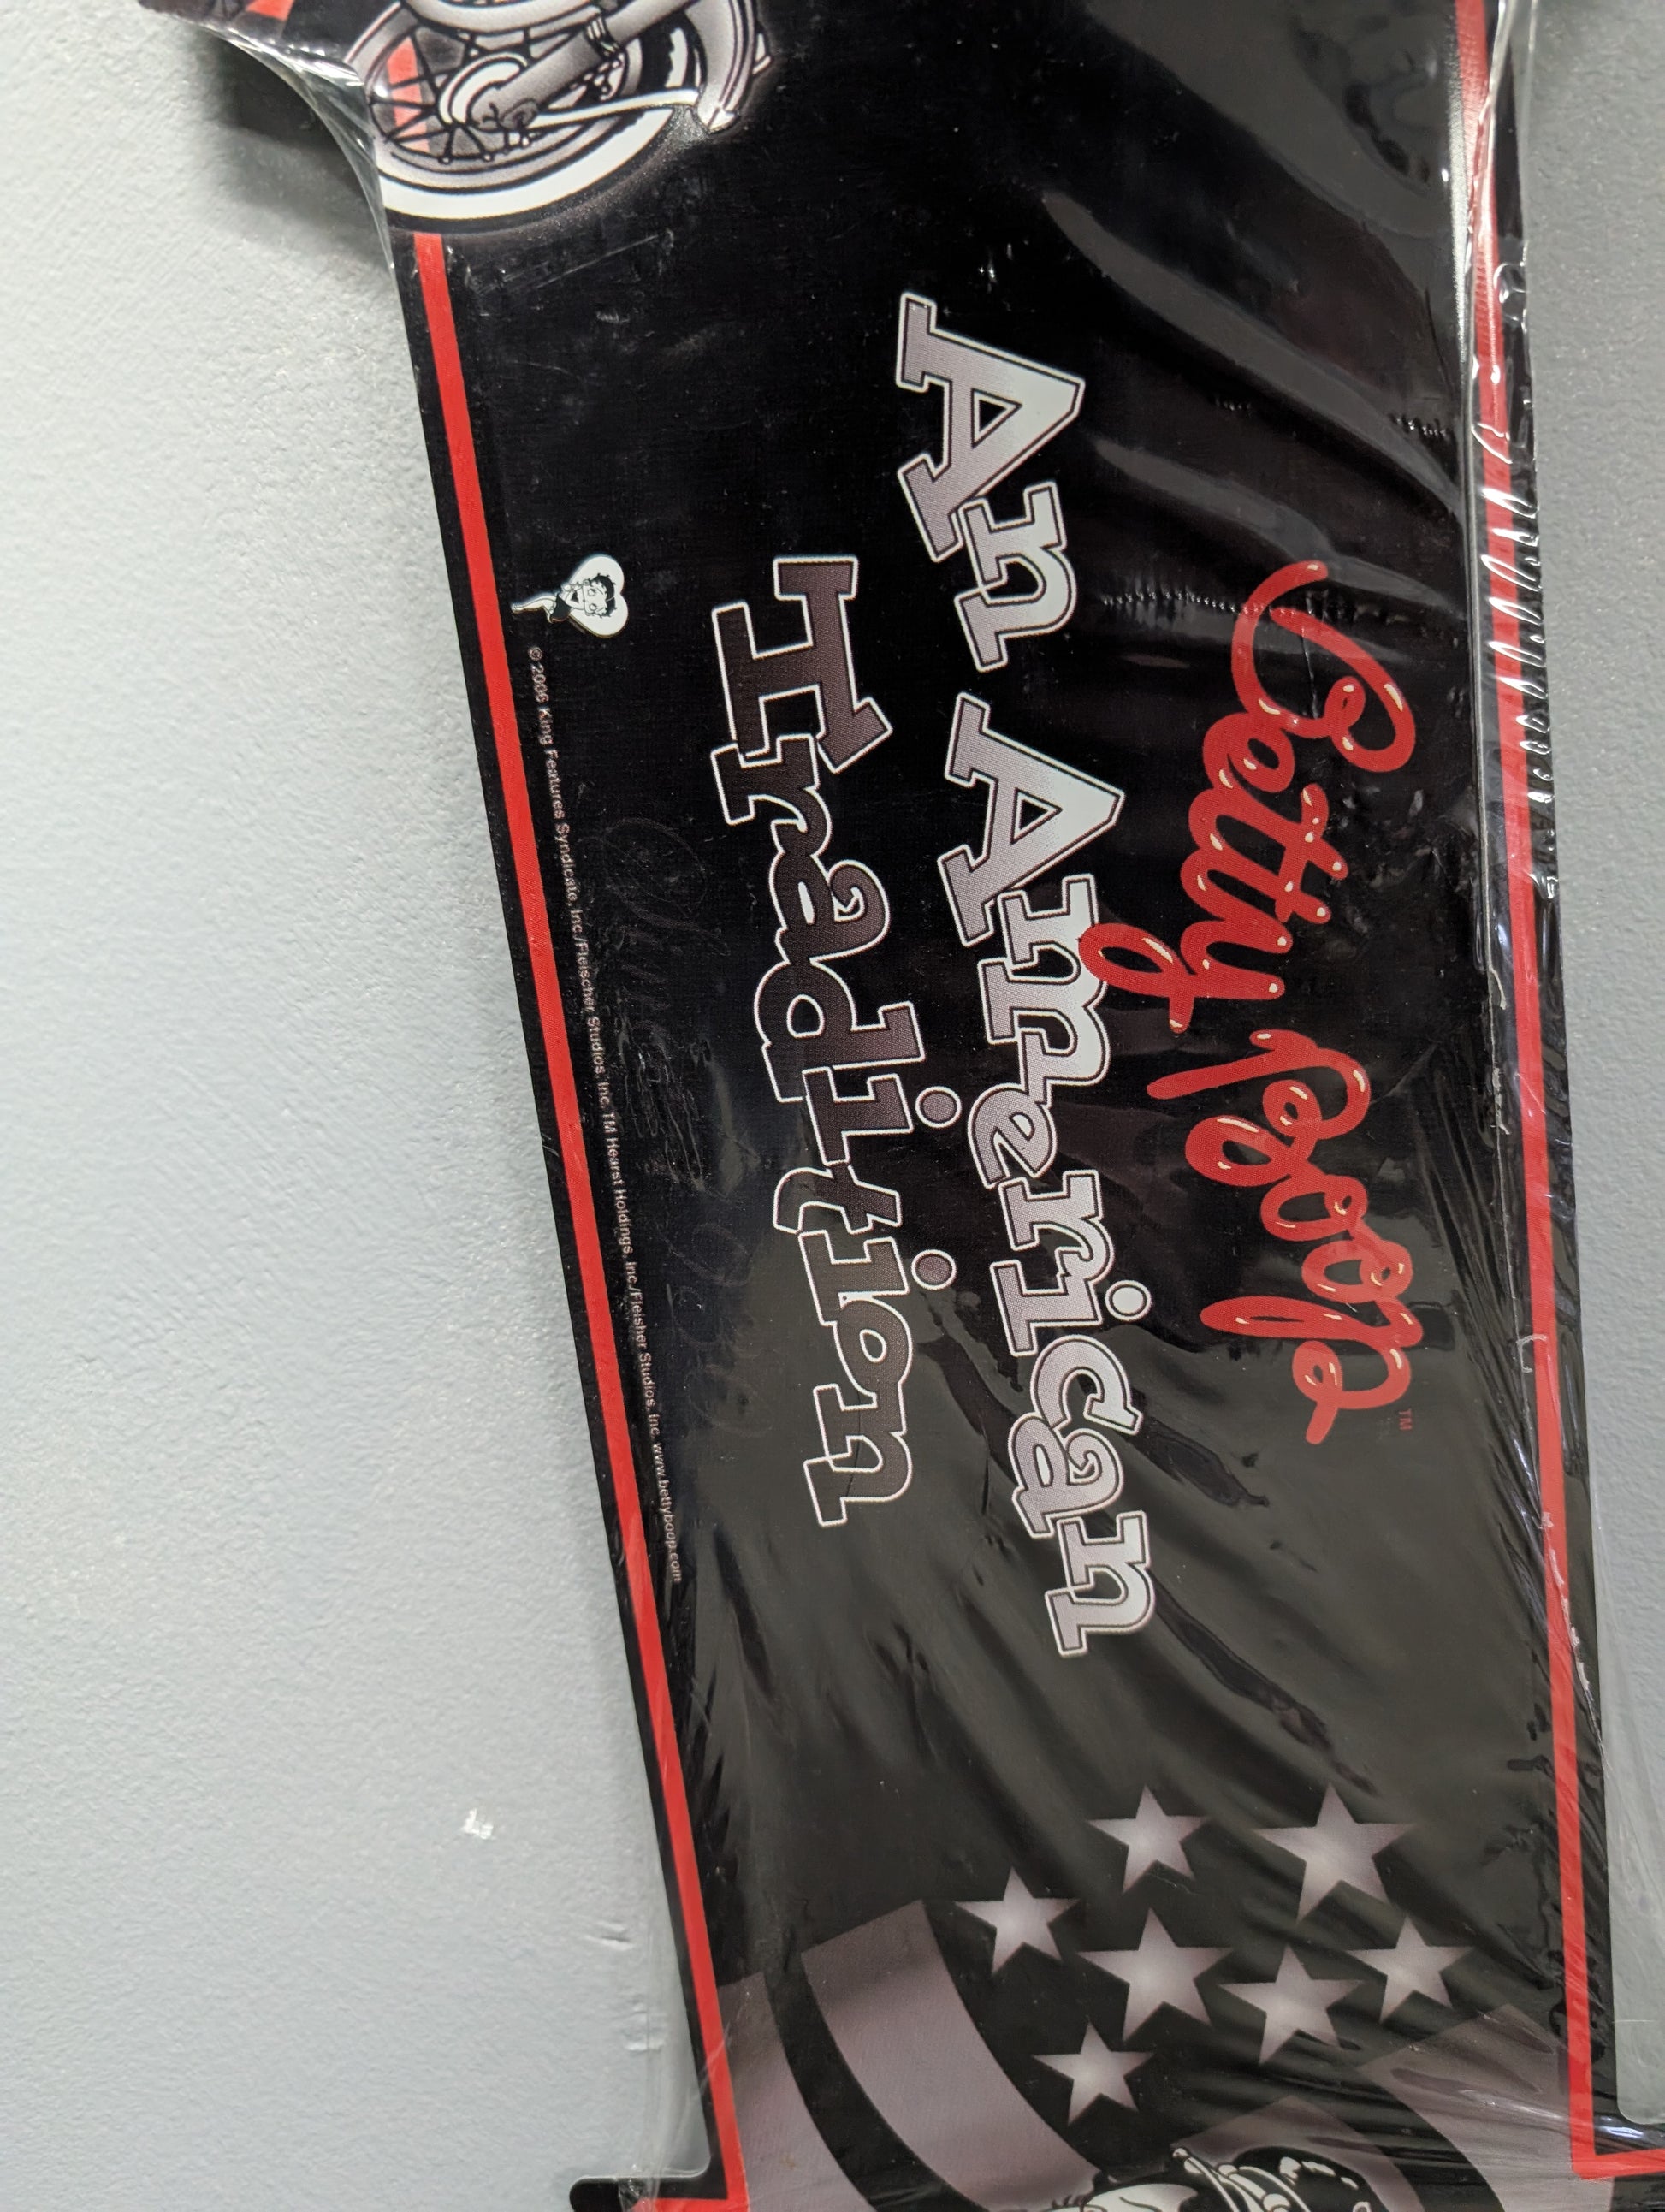 Betty Boop™
An American
Tradition
© 2006 King Features Syndicate, Inc./Fleischer Studios, Inc. TM Hearst Holdings, Inc./Fleisher Studios, Inc. www.bettyboop.com